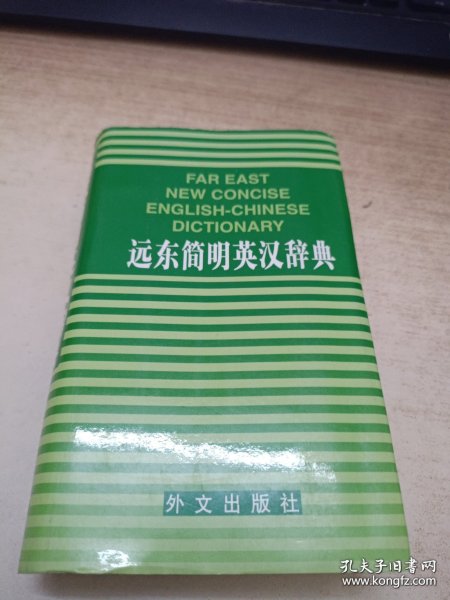 FAR EAST
NEW CONCISE
ENGLISH-CHINESE
DICTIONARY
远东简明英汉辞典
外文出版社
孔夫子旧书网
www.kongfz.com